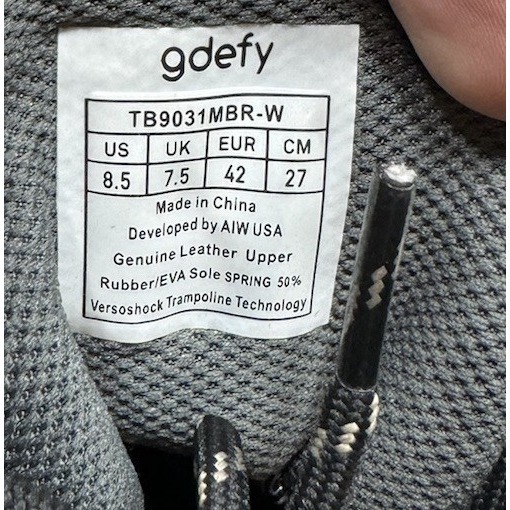 gdefy
TB9031MBR-W
US UK EUR CM
8.5 7.5 42 27
Made in China
Developed by AIW USA
Genuine Leather Upper
Rubber/EVA Sole SPRING 50%
Versoshock Trampoline Technology